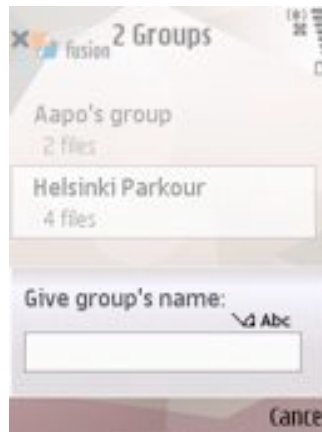 fusion 2 Groups
Aapo's group
2 files
Helsinki Parkour
4 files
Give group's name:
Abc
Cance